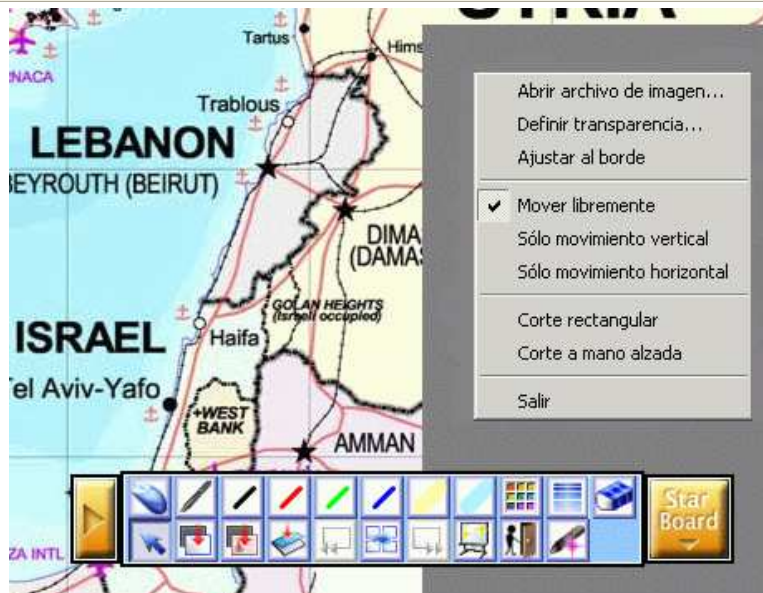 SYRIA
Tartus
Hims
NACA
Trablous
LEBANON
BEYROUTH (BEIRUT)
DIMA
(DAMAS
GOLAN HEIGHTS
(Israeli occupied)
ISRAEL
Haifa
Tel Aviv-Yafo
+WEST
BANK
AMMAN
ZA INTL
Abrir archivo de imagen...
Definir transparencia...
Ajustar al borde
Mover libremente
Sólo movimiento vertical
Sólo movimiento horizontal
Corte rectangular
Corte a mano alzada
Salir
Star
Board